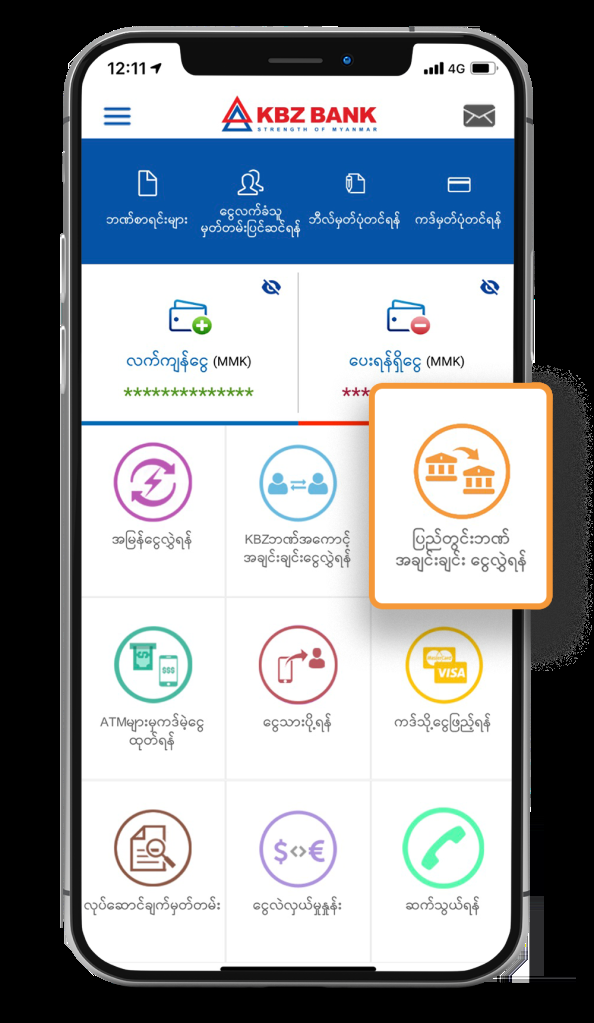 12:11
4G
KBZ BANK
STRENGTH OF MYANMAR
ဘဏ်စာရင်းများ
ငွေလက်ခံသူ
မှတ်တမ်းပြင်ဆင်ရန်
ဘီလ်မှတ်ပုံတင်ရန်
ကဒ်မှတ်ပုံတင်ရန်
လက်ကျန်ငွေ (MMK)
**************
ပေးရန်ရှိငွေ (MMK)
***
အမြန်ငွေလွှဲရန်
KBZဘဏ်အကောင့်
အချင်းချင်းငွေလွှဲရန်
ပြည်တွင်းဘဏ်
အချင်းချင်း ငွေလွှဲရန်
$$$
ATMများမှကဒ်မဲ့ငွေ
ထုတ်ရန်
ငွေသားပို့ရန်
VISA
ကဒ်သို့ငွေဖြည့်ရန်
လုပ်ဆောင်ချက်မှတ်တမ်း
$<>€
ငွေလဲလှယ်မှုနှုန်း
ဆက်သွယ်ရန်